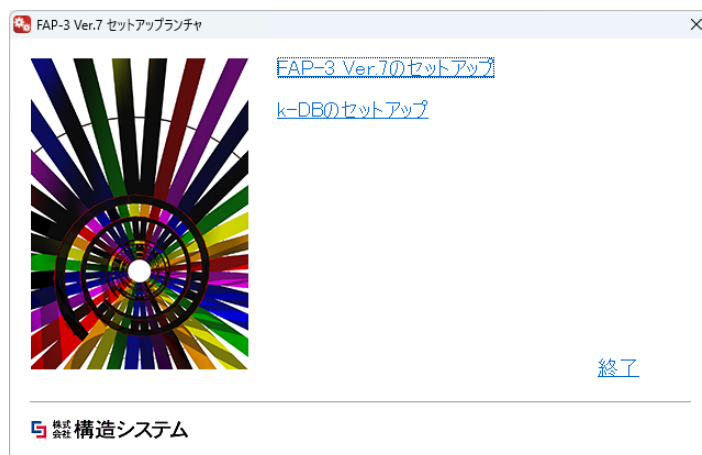 FAP-3 Ver.7 セットアップランチャ
FAP-3 Ver.7のセットアップ
k-DBのセットアップ
終了
株式会社 構造システム